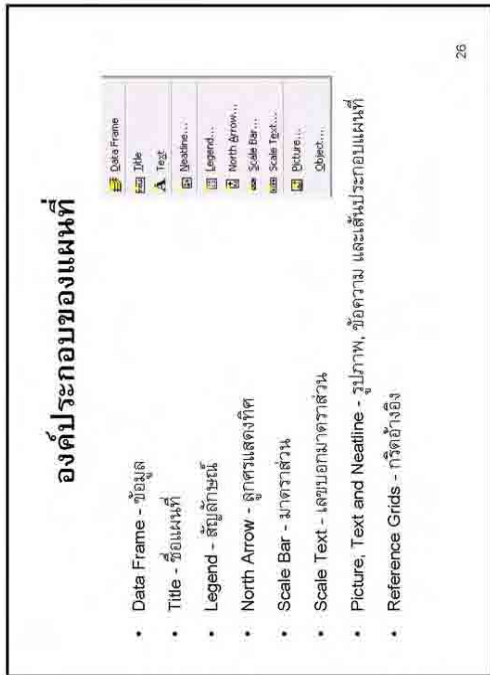 องค์ประกอบของแผนที่
• Data Frame - ข้อมูล
• Title - ชื่อแผนที่
• Legend - สัญลักษณ์
• North Arrow - ลูกศรแสดงทิศ
• Scale Bar - มาตราส่วน
• Scale Text - เลขบอกมาตราส่วน
• Picture, Text and Neatline - รูปภาพ, ข้อความ และเส้นประกอบแผนที่
• Reference Grids - กริดอ้างอิง
Data Frame
Title
A Text
Neatline...
Legend...
North Arrow...
Scale Bar...
Scale Text...
Picture...
Object...
26